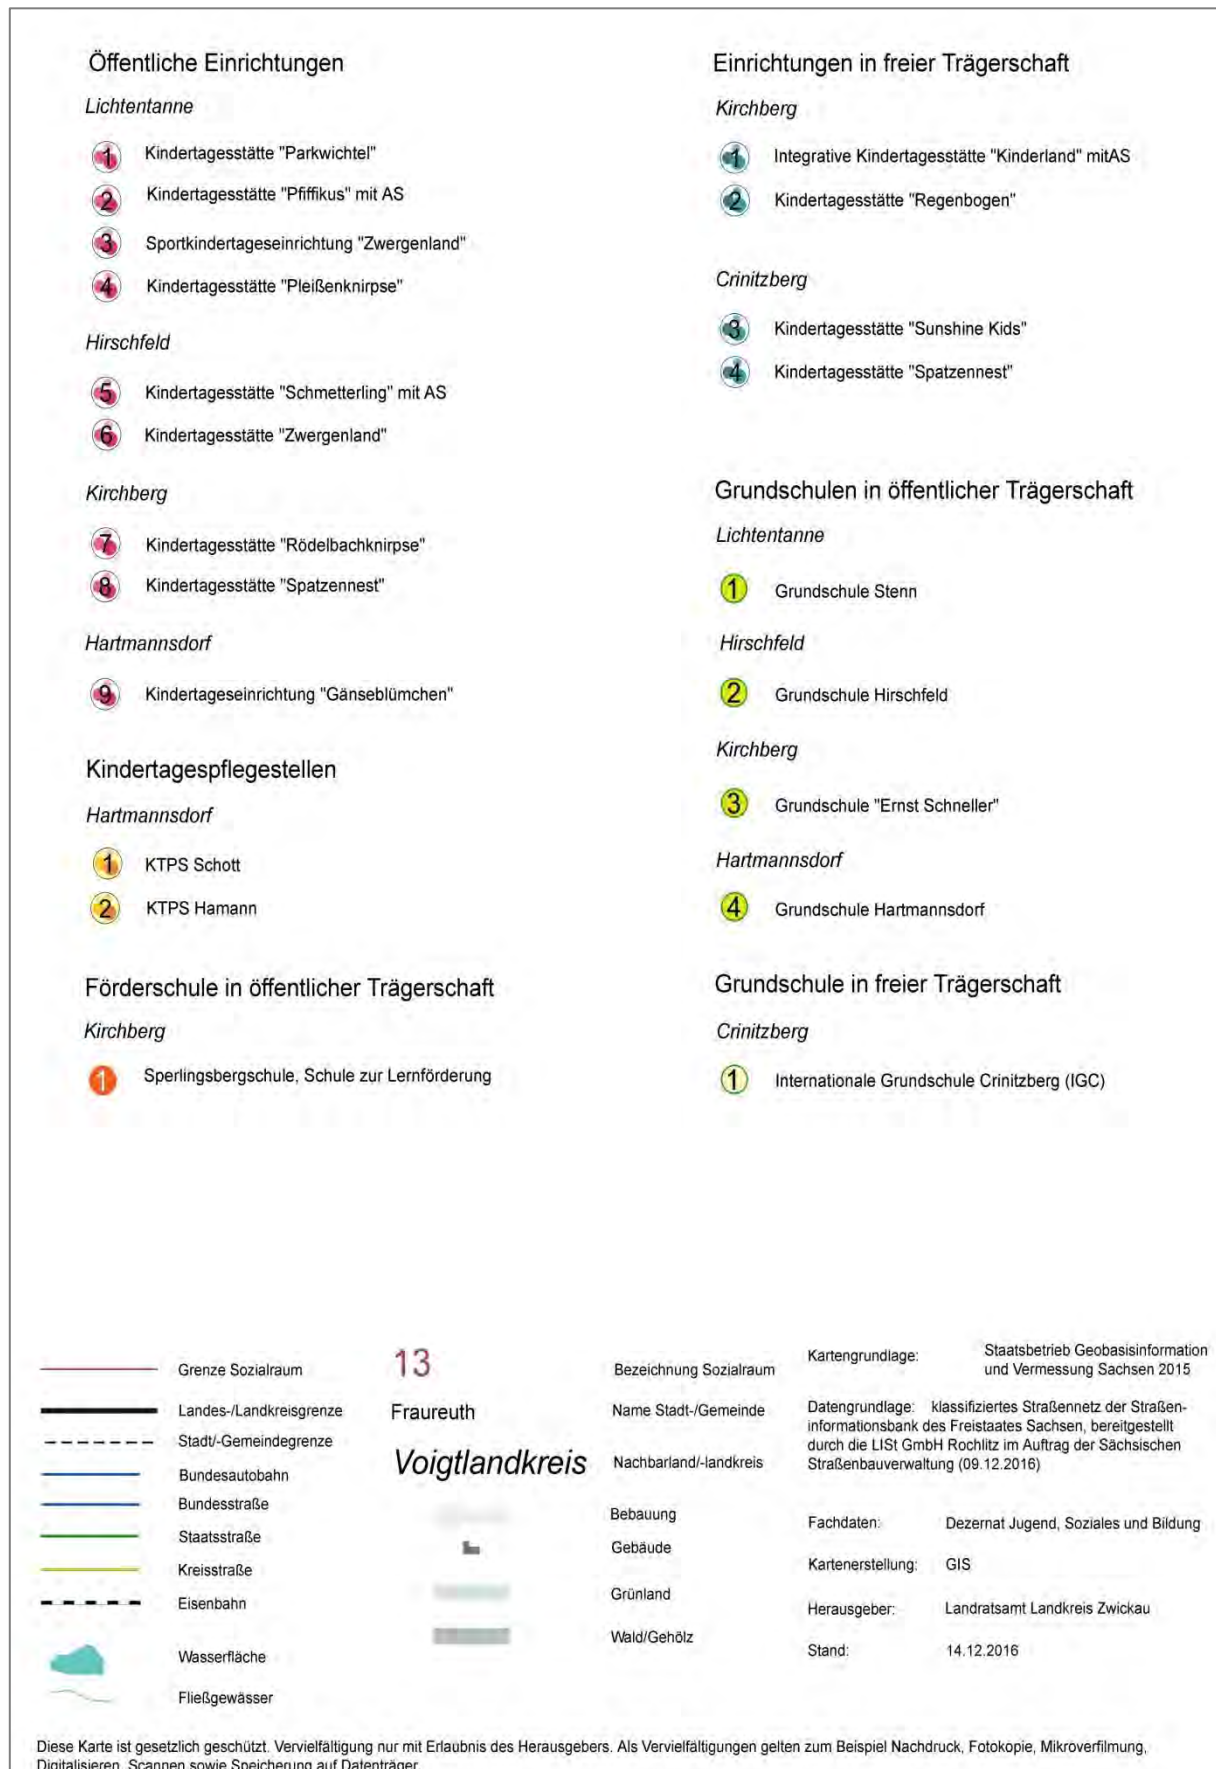 Öffentliche Einrichtungen
Lichtentanne
1 Kindertagesstätte "Parkwichtel"
2 Kindertagesstätte "Pfiffikus" mit AS
3 Sportkindertageseinrichtung "Zwergenland"
4 Kindertagesstätte "Pleißenknirpse"
Hirschfeld
5 Kindertagesstätte "Schmetterling" mit AS
6 Kindertagesstätte "Zwergenland"
Kirchberg
7 Kindertagesstätte "Rödelbachknirpse"
8 Kindertagesstätte "Spatzennest"
Hartmannsdorf
9 Kindertageseinrichtung "Gänseblümchen"
Kindertagespflegestellen
Hartmannsdorf
1 KTPS Schott
2 KTPS Hamann
Förderschule in öffentlicher Trägerschaft
Kirchberg
1 Sperlingsbergschule, Schule zur Lernförderung
Einrichtungen in freier Trägerschaft
Kirchberg
1 Integrative Kindertagesstätte "Kinderland" mitAS
2 Kindertagesstätte "Regenbogen"
Crinitzberg
3 Kindertagesstätte "Sunshine Kids"
4 Kindertagesstätte "Spatzennest"
Grundschulen in öffentlicher Trägerschaft
Lichtentanne
1 Grundschule Stenn
Hirschfeld
2 Grundschule Hirschfeld
Kirchberg
3 Grundschule "Ernst Schneller"
Hartmannsdorf
4 Grundschule Hartmannsdorf
Grundschule in freier Trägerschaft
Crinitzberg
1 Internationale Grundschule Crinitzberg (IGC)
Grenze Sozialraum
Landes-/Landkreisgrenze
Stadt/-Gemeindegrenze
Bundesautobahn
Bundesstraße
Staatsstraße
Kreisstraße
Eisenbahn
Wasserfläche
Fließgewässer
13 Bezeichnung Sozialraum
Fraureuth Name Stadt-/Gemeinde
Voigtlandkreis Nachbarland/-landkreis
Bebauung
Gebäude
Grünland
Wald/Gehölz
Kartengrundlage: Staatsbetrieb Geobasisinformation
und Vermessung Sachsen 2015
Datengrundlage: klassifiziertes Straßennetz der Straßen-
informationsbank des Freistaates Sachsen, bereitgestellt
durch die LISt GmbH Rochlitz im Auftrag der Sächsischen
Straßenbauverwaltung (09.12.2016)
Fachdaten: Dezernat Jugend, Soziales und Bildung
Kartenerstellung: GIS
Herausgeber: Landratsamt Landkreis Zwickau
Stand: 14.12.2016
Diese Karte ist gesetzlich geschützt. Vervielfältigung nur mit Erlaubnis des Herausgebers. Als Vervielfältigungen gelten zum Beispiel Nachdruck, Fotokopie, Mikroverfilmung,
Digitalisieren, Scannen sowie Speicherung auf Datenträger.